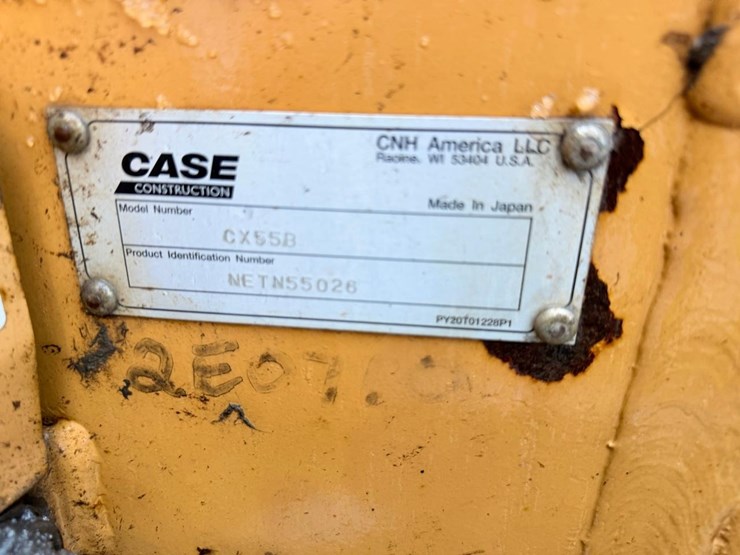 CASE
CONSTRUCTION
CNH America LLC
Racine, WI 53404 U.S.A.
Model Number
Made In Japan
CX55B
Product Identification Number
NETN55026
PY20T01228P1
2E07